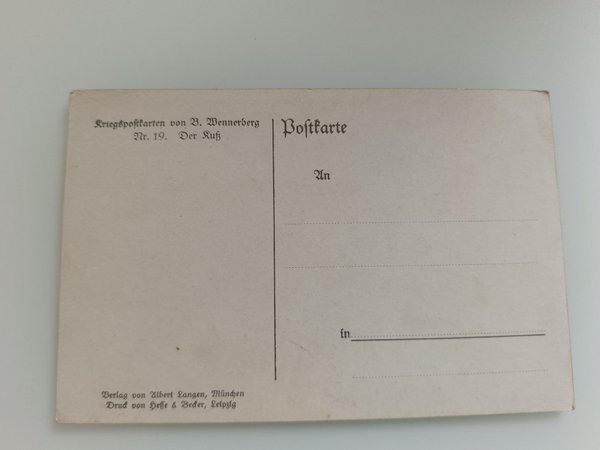 Kriegspostkarten von B. Wennerberg
Nr. 19. Der Kuß
Postkarte
An
in
Verlag von Albert Langen, München
Druck von Hesse & Becker, Leipzig